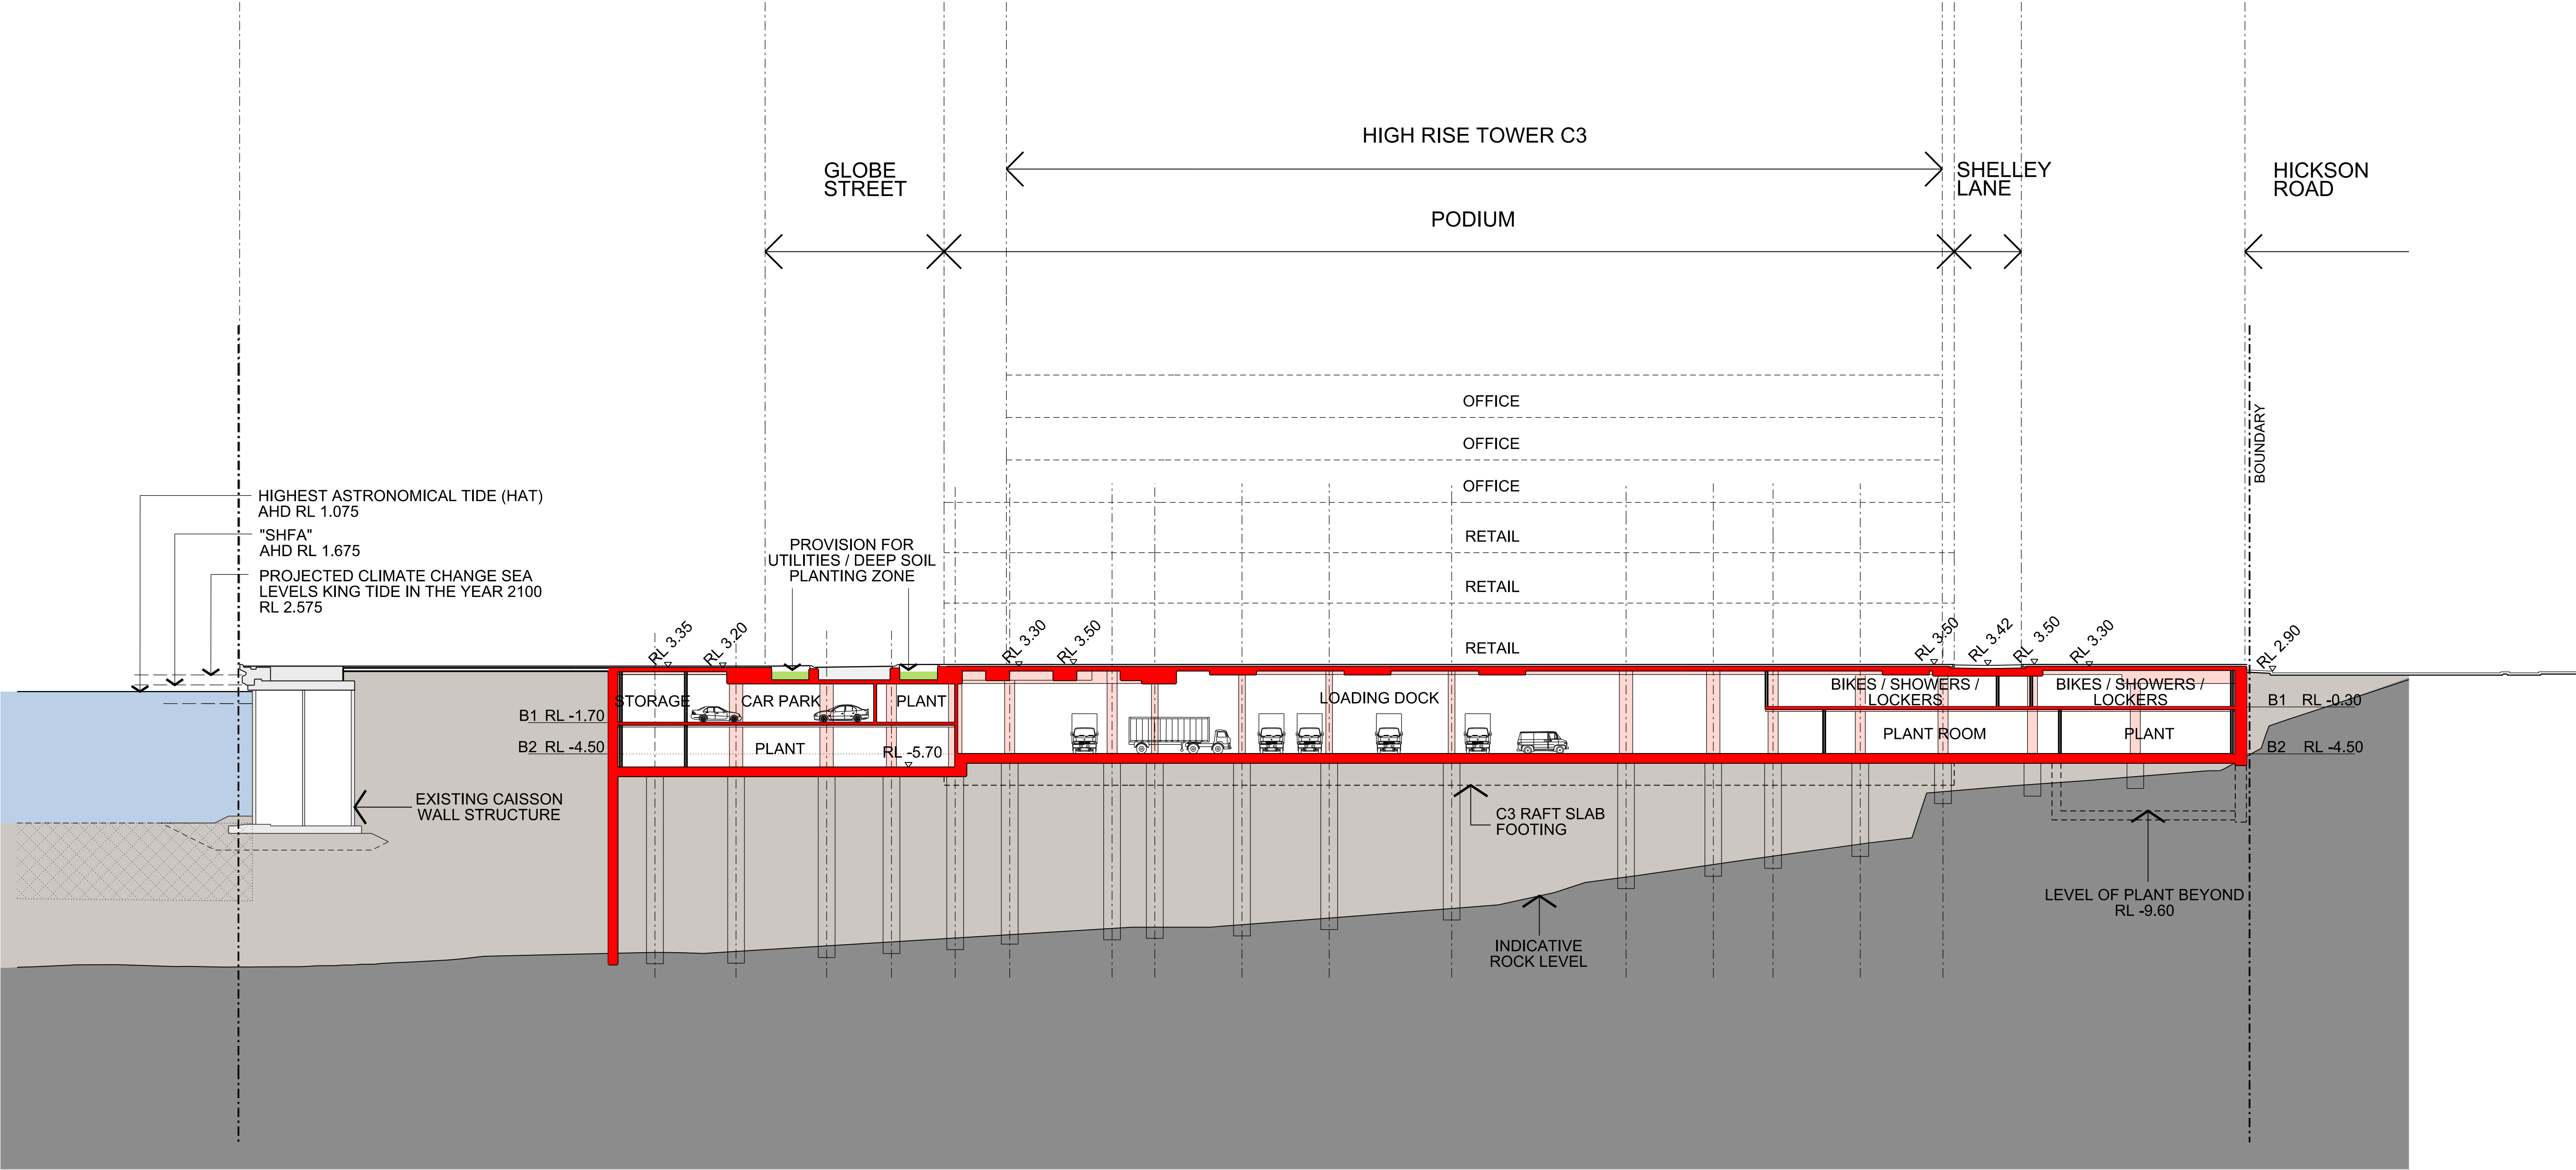 HIGH RISE TOWER C3
GLOBE
STREET
SHELLEY
LANE
HICKSON
ROAD
PODIUM
OFFICE
OFFICE
OFFICE
RETAIL
RETAIL
RETAIL
BOUNDARY
HIGHEST ASTRONOMICAL TIDE (HAT)
AHD RL 1.075
"SHFA"
AHD RL 1.675
PROJECTED CLIMATE CHANGE SEA
LEVELS KING TIDE IN THE YEAR 2100
RL 2.575
PROVISION FOR
UTILITIES / DEEP SOIL
PLANTING ZONE
RL 3.35
RL 3.20
RL 3.30
RL 3.50
RL 3.50
RL 3.42
RL 3.50
RL 3.30
RL 2.90
STORAGE
CAR PARK
PLANT
LOADING DOCK
BIKES / SHOWERS /
LOCKERS
BIKES / SHOWERS /
LOCKERS
B1 RL -1.70
B1 RL -0.30
B2 RL -4.50
PLANT
RL -5.70
PLANT ROOM
PLANT
B2 RL -4.50
EXISTING CAISSON
WALL STRUCTURE
C3 RAFT SLAB
FOOTING
LEVEL OF PLANT BEYOND
RL -9.60
INDICATIVE
ROCK LEVEL